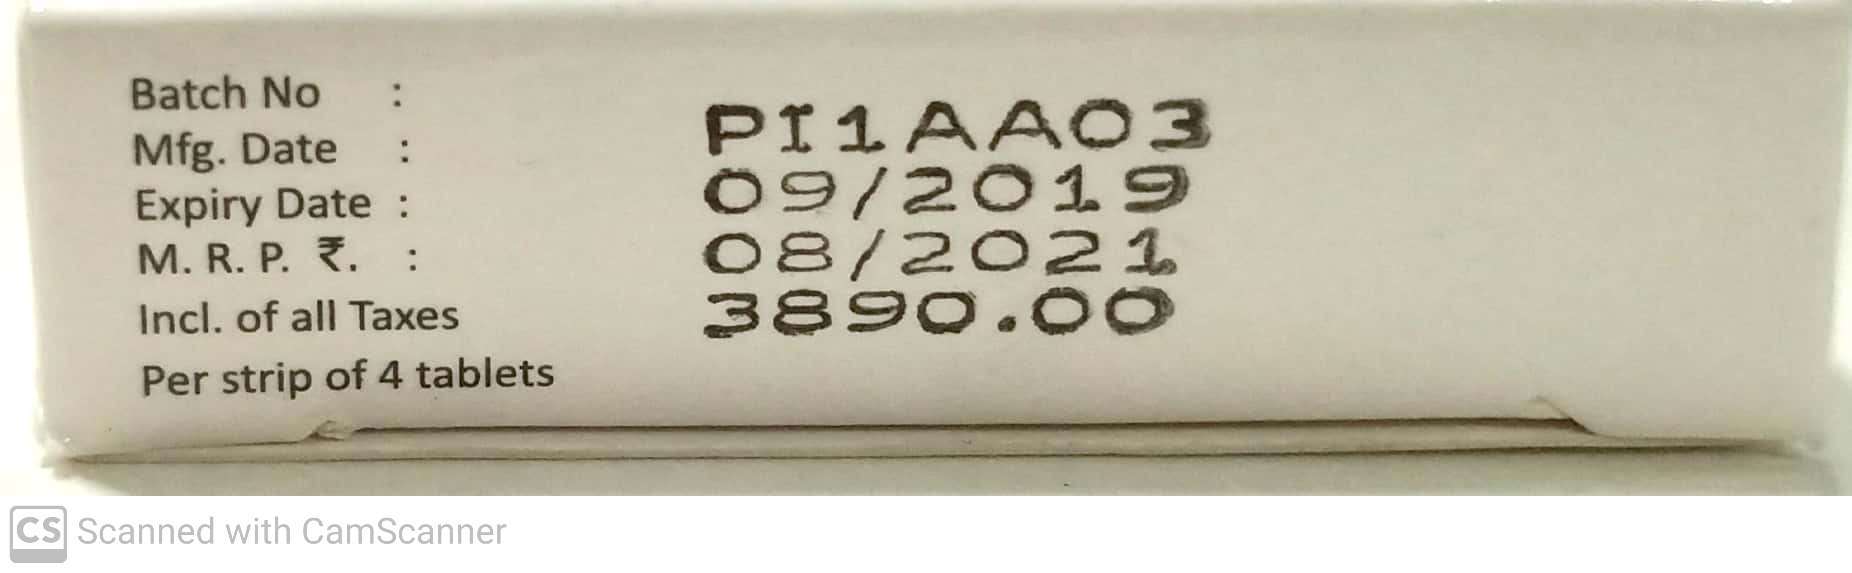 Batch No :
PI1AA03
Mfg. Date :
09/2019
Expiry Date :
08/2021
M. R. P. ₹. :
3890.00
Incl. of all Taxes
Per strip of 4 tablets
CS Scanned with CamScanner